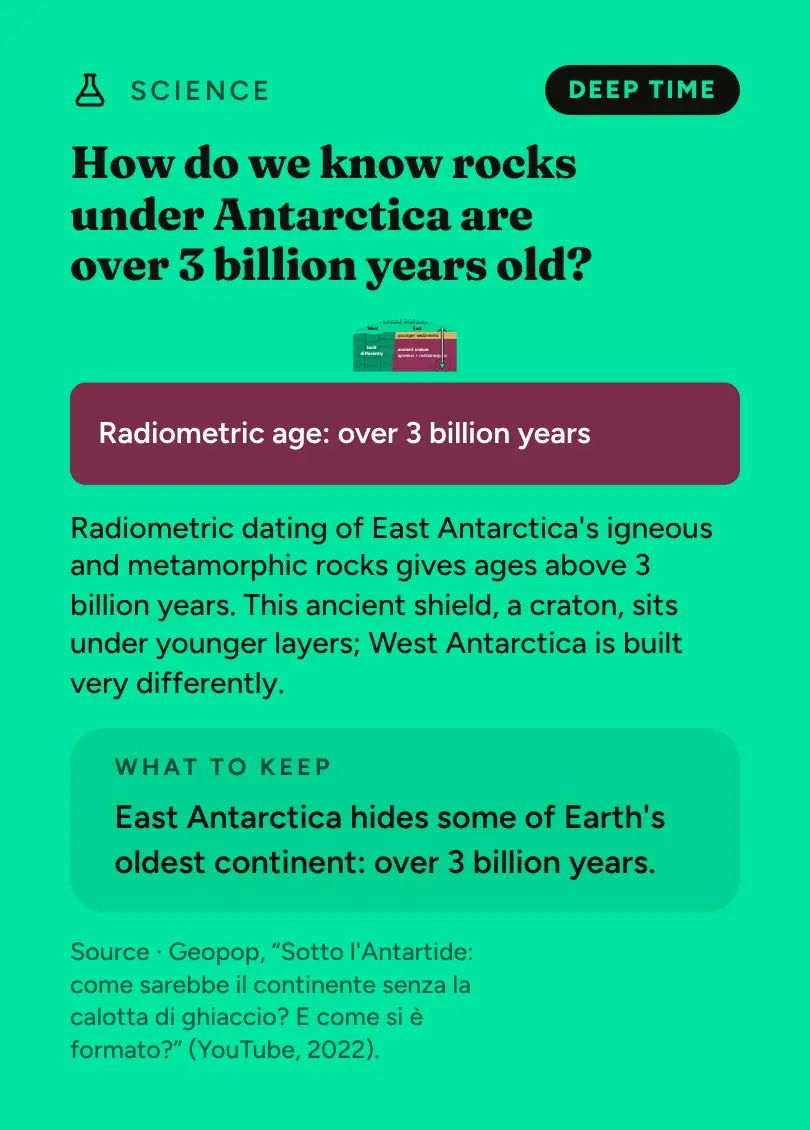 SCIENCE
DEEP TIME
How do we know rocks
under Antarctica are
over 3 billion years old?
West
East
younger sediments
built
differently
ancient craton
Radiometric age: over 3 billion years
Radiometric dating of East Antarctica's igneous
and metamorphic rocks gives ages above 3
billion years. This ancient shield, a craton, sits
under younger layers; West Antarctica is built
very differently.
WHAT TO KEEP
East Antarctica hides some of Earth's
oldest continent: over 3 billion years.
Source · Geopop, “Sotto l'Antartide:
come sarebbe il continente senza la
calotta di ghiaccio? E come si è
formato?” (YouTube, 2022).